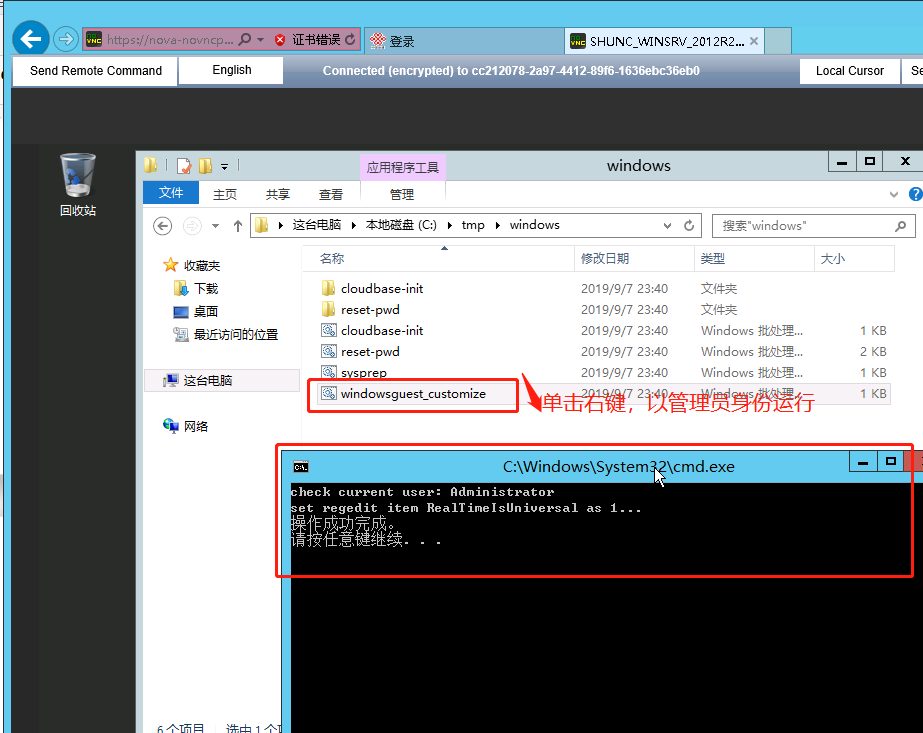 https://nova-novncp... 证书错误 登录 SHUNC_WINSRV_2012R2...
Send Remote Command English Connected (encrypted) to cc212078-2a97-4412-89f6-1636ebc36eb0 Local Cursor Se
回收站
应用程序工具 windows
文件 主页 共享 查看 管理
这台电脑 本地磁盘 (C:) tmp windows 搜索"windows"
名称 修改日期 类型 大小
收藏夹
下载
桌面
最近访问的位置
这台电脑
网络
cloudbase-init 2019/9/7 23:40 文件夹
reset-pwd 2019/9/7 23:40 文件夹
cloudbase-init 2019/9/7 23:40 Windows 批处理... 1 KB
reset-pwd 2019/9/7 23:40 Windows 批处理... 2 KB
sysprep 2019/9/7 23:40 Windows 批处理... 1 KB
windowsguest_customize 2019/9/7 23:40 Windows 批处理... 1 KB
单击右键，以管理员身份运行
C:\Windows\System32\cmd.exe
check current user: Administrator
set regedit item RealTimeIsUniversal as 1...
操作成功完成。
请按任意键继续. . .
6 个项目 选中 1 个